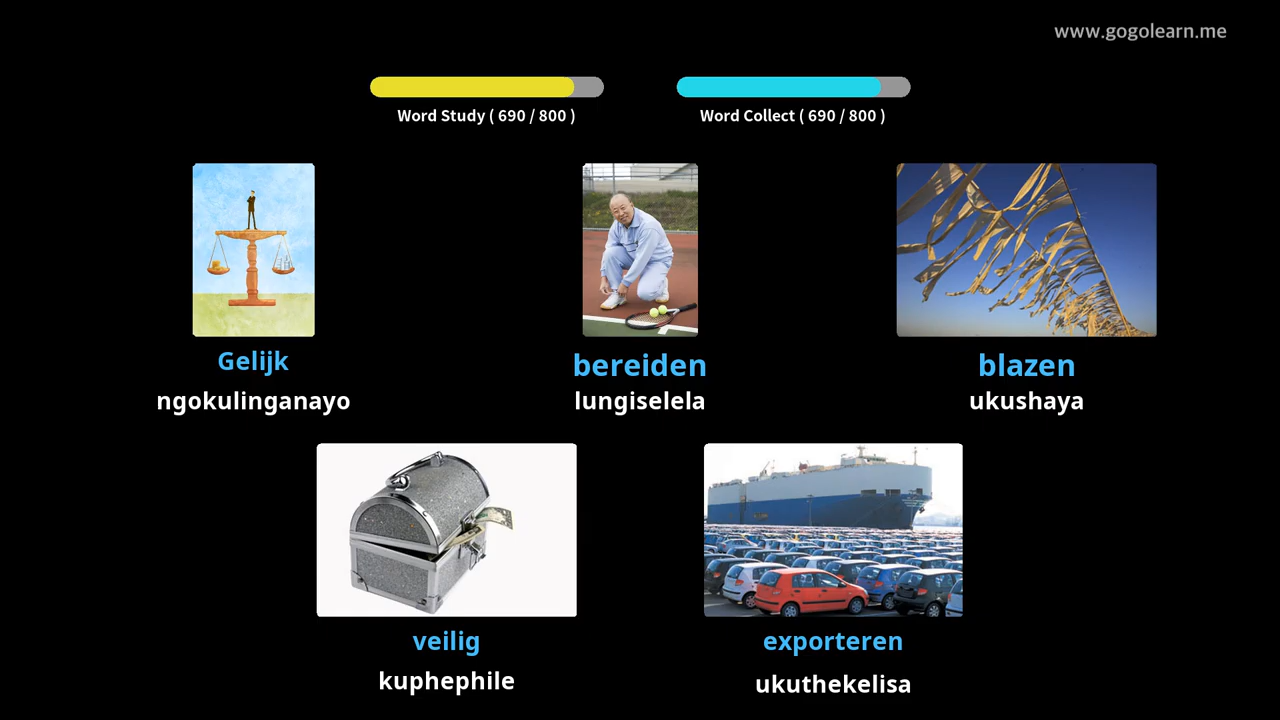 www.gogolearn.me
Word Study ( 690 / 800 )
Word Collect ( 690 / 800 )
Gelijk
ngokulinganayo
bereiden
lungiselela
blazen
ukushaya
veilig
kuphephile
exporteren
ukuthekelisa